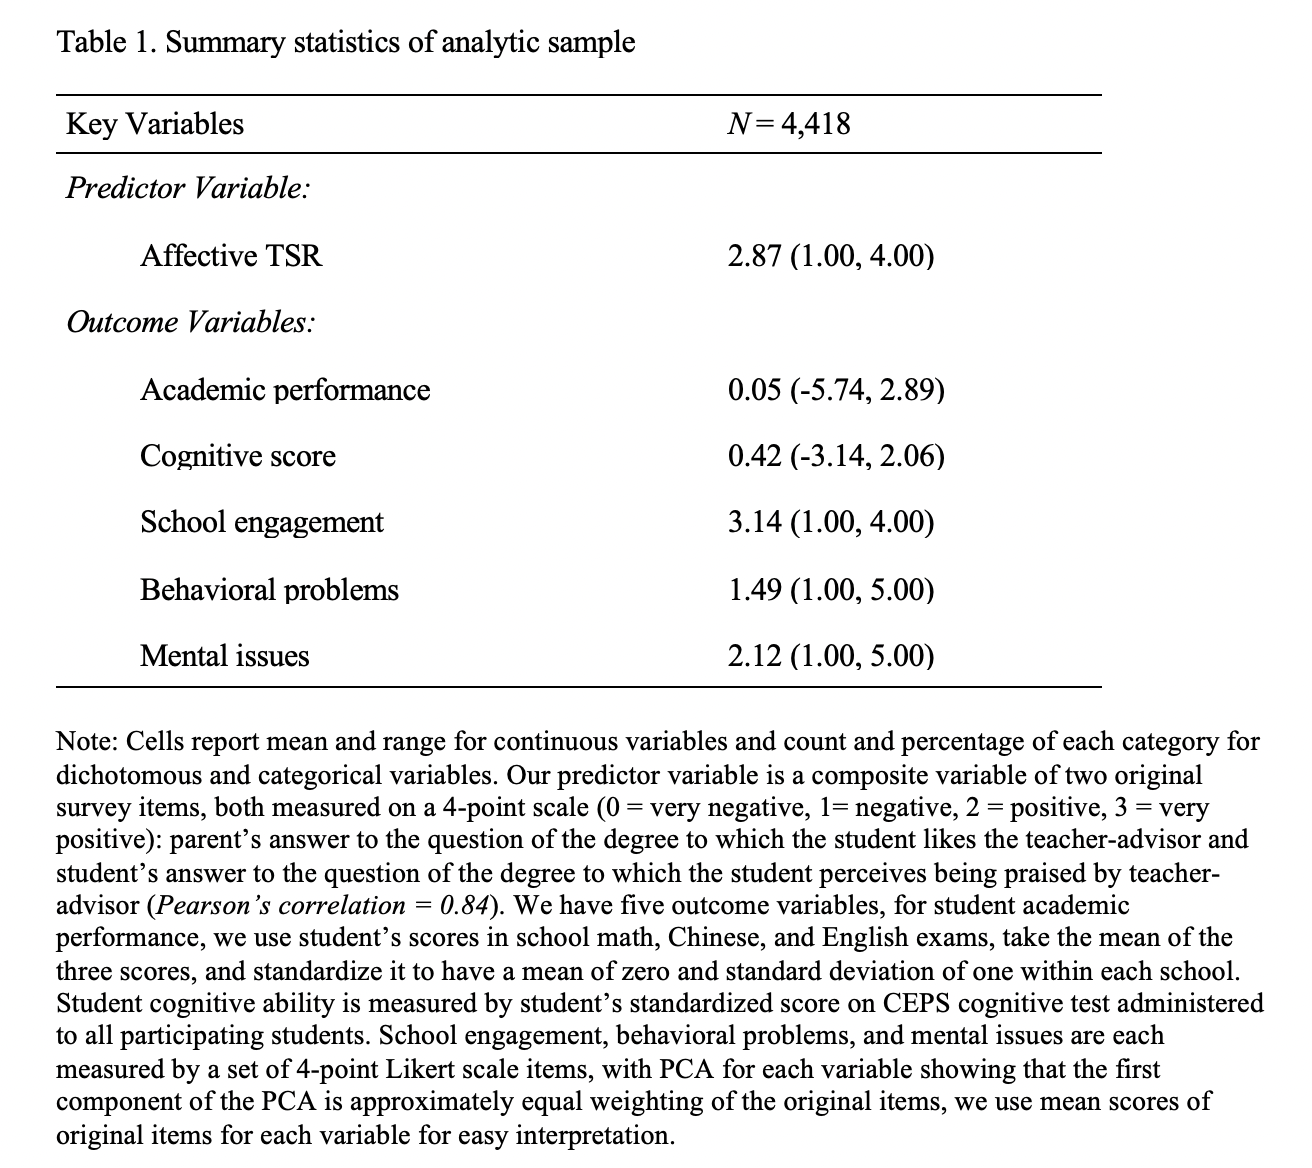 Table 1. Summary statistics of analytic sample
Key Variables N = 4,418
Predictor Variable:
Affective TSR 2.87 (1.00, 4.00)
Outcome Variables:
Academic performance 0.05 (-5.74, 2.89)
Cognitive score 0.42 (-3.14, 2.06)
School engagement 3.14 (1.00, 4.00)
Behavioral problems 1.49 (1.00, 5.00)
Mental issues 2.12 (1.00, 5.00)
Note: Cells report mean and range for continuous variables and count and percentage of each category for
dichotomous and categorical variables. Our predictor variable is a composite variable of two original
survey items, both measured on a 4-point scale (0 = very negative, 1= negative, 2 = positive, 3 = very
positive): parent’s answer to the question of the degree to which the student likes the teacher-advisor and
student’s answer to the question of the degree to which the student perceives being praised by teacher-
advisor (Pearson’s correlation = 0.84). We have five outcome variables, for student academic
performance, we use student’s scores in school math, Chinese, and English exams, take the mean of the
three scores, and standardize it to have a mean of zero and standard deviation of one within each school.
Student cognitive ability is measured by student’s standardized score on CEPS cognitive test administered
to all participating students. School engagement, behavioral problems, and mental issues are each
measured by a set of 4-point Likert scale items, with PCA for each variable showing that the first
component of the PCA is approximately equal weighting of the original items, we use mean scores of
original items for each variable for easy interpretation.